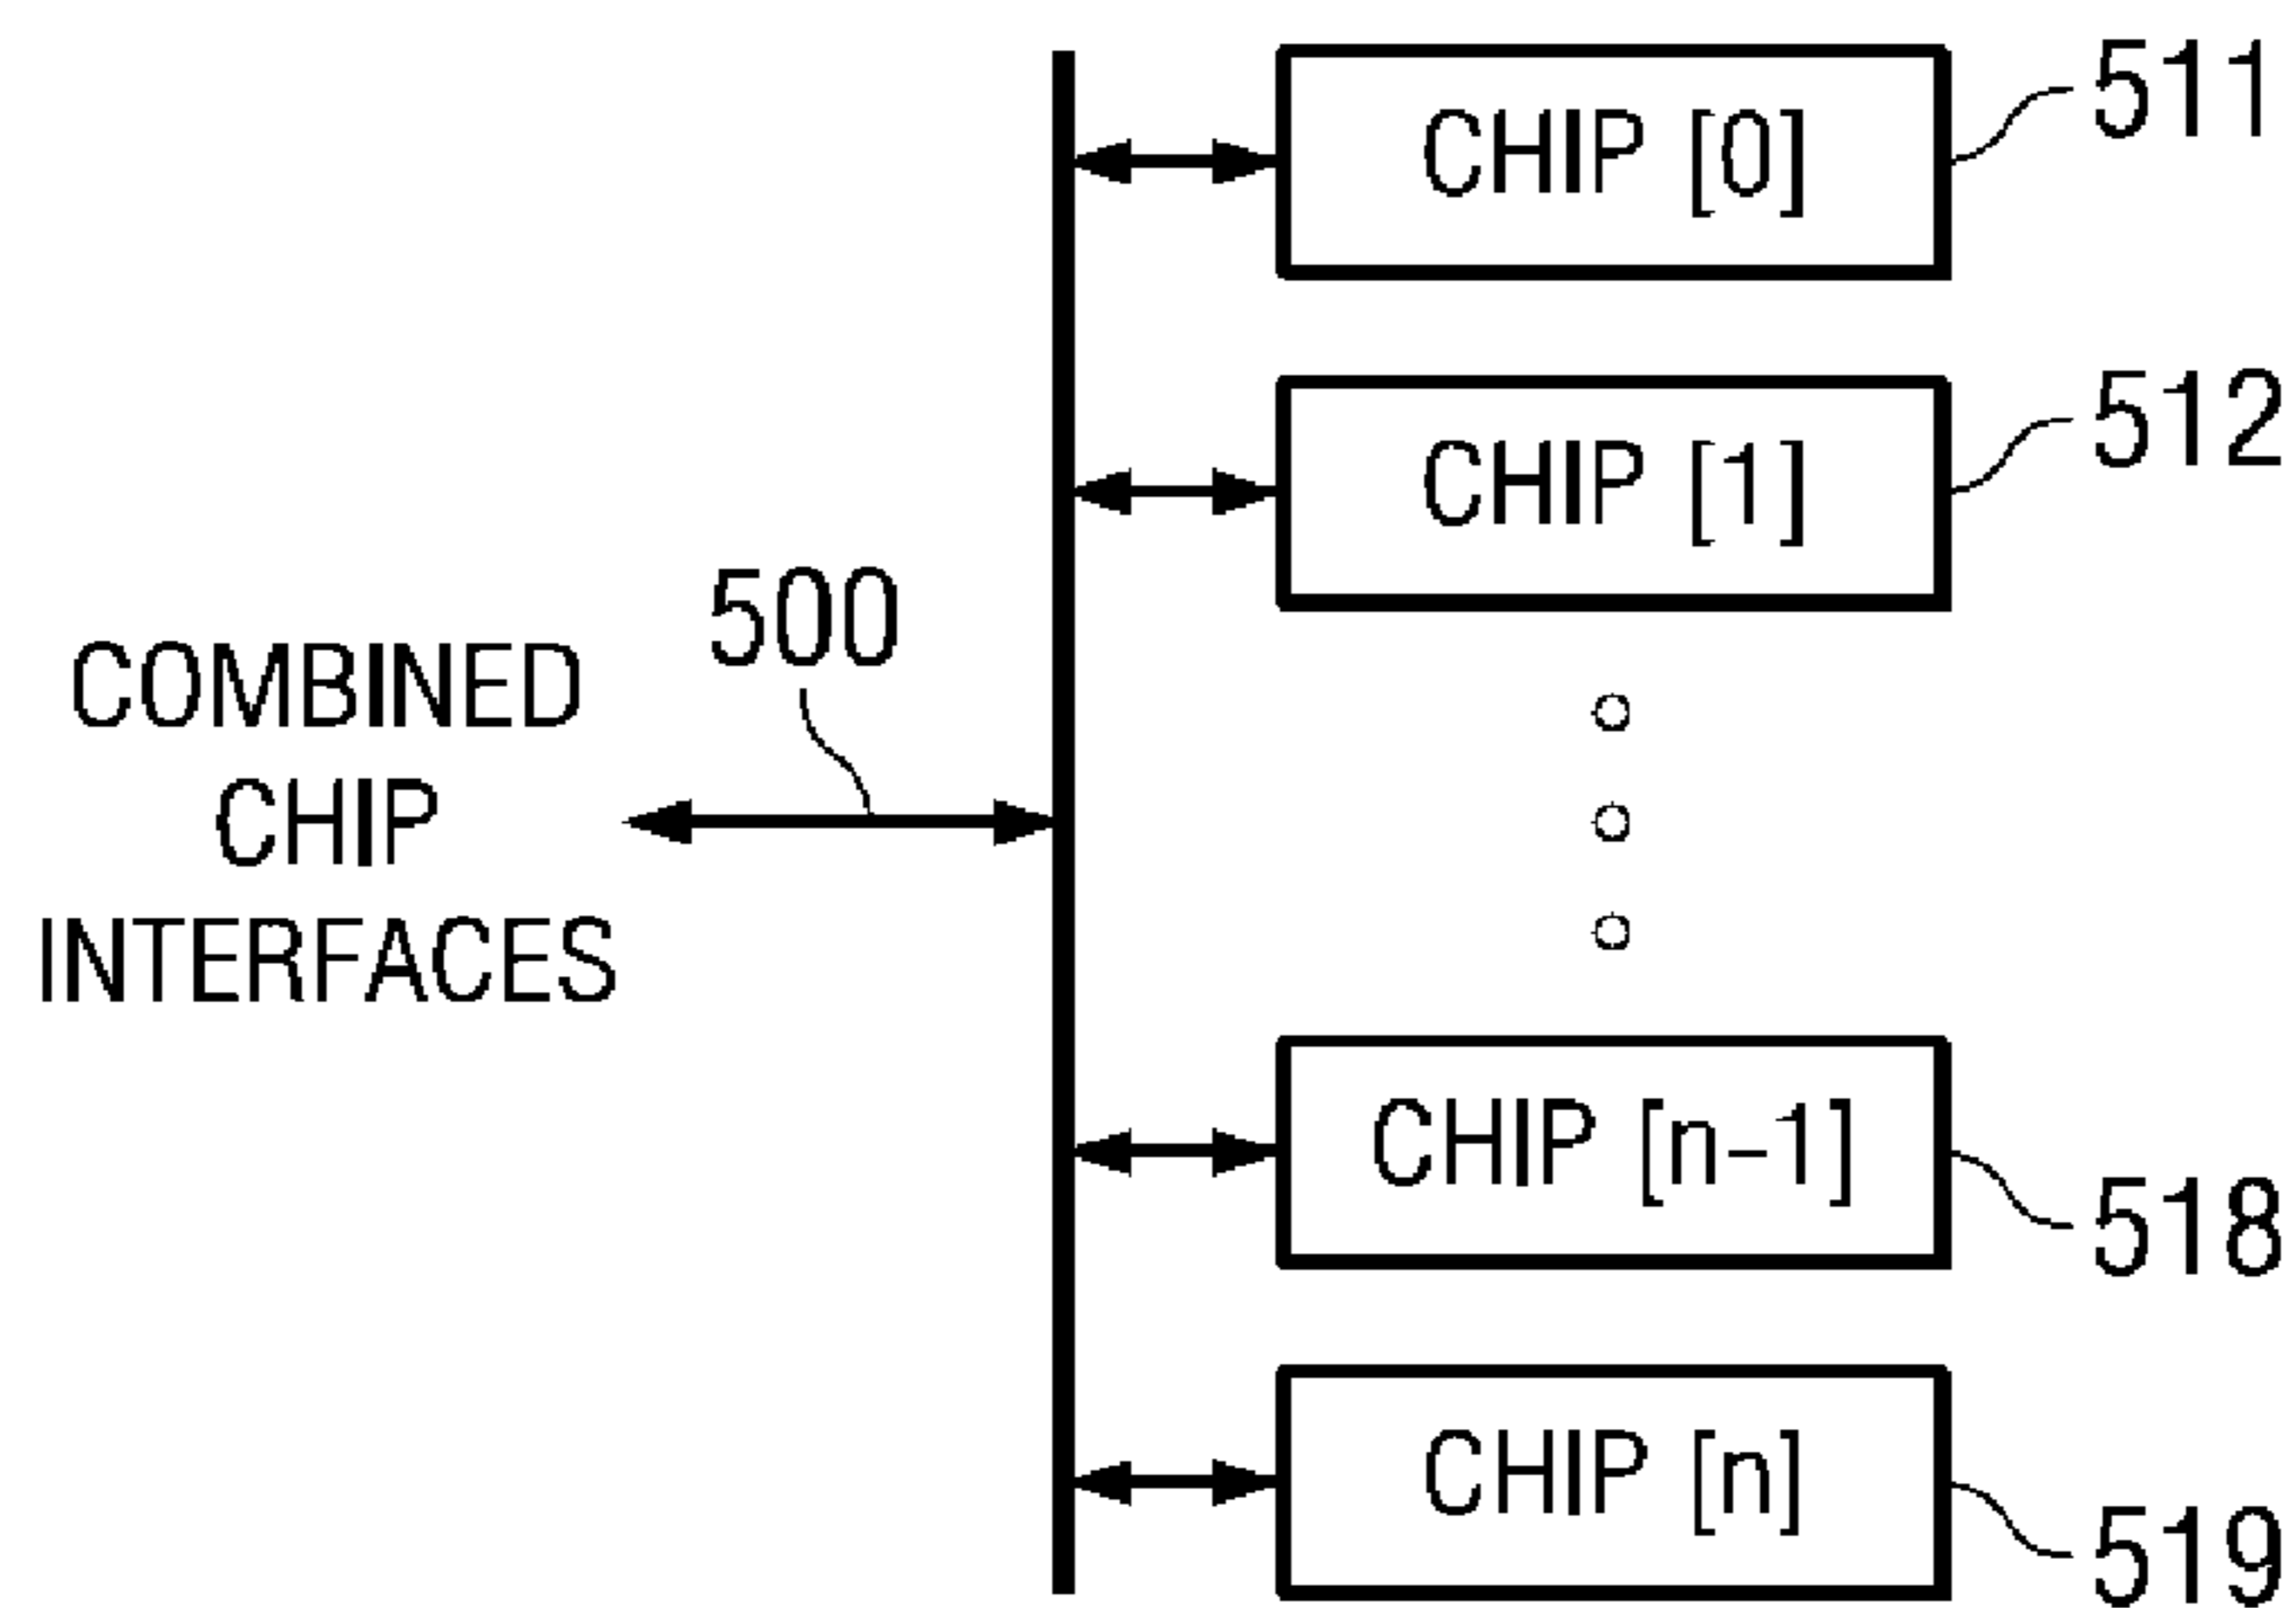 CHIP [0]
511
CHIP [1]
512
500
COMBINED
CHIP
INTERFACES
CHIP [n-1]
518
CHIP [n]
519